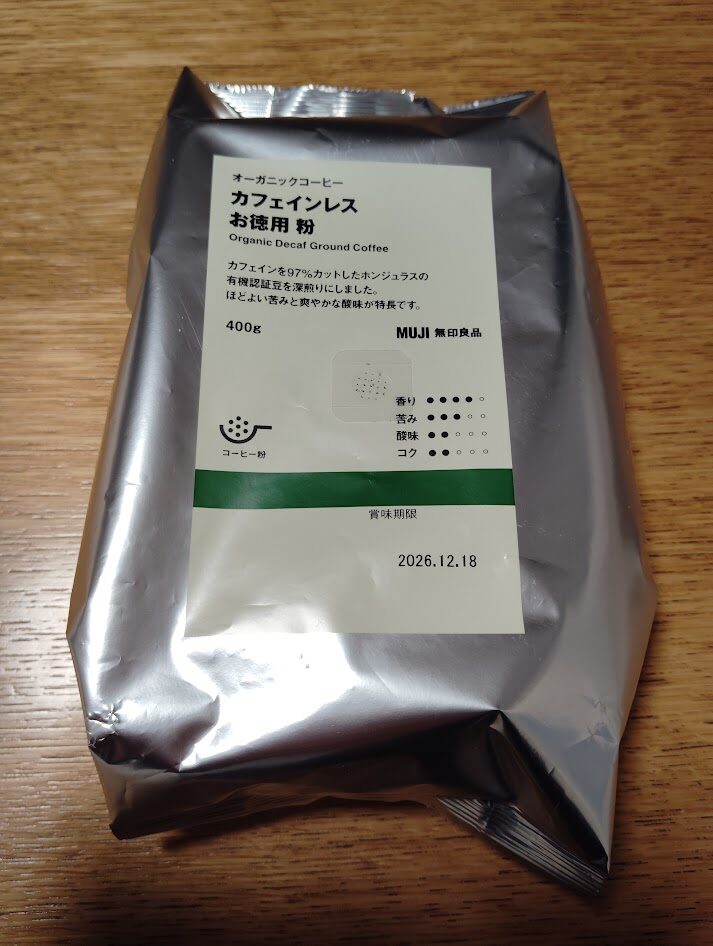 オーガニックコーヒー
カフェインレス
お徳用 粉
Organic Decaf Ground Coffee
カフェインを97%カットしたホンジュラスの
有機認証豆を深煎りにしました。
ほどよい苦みと爽やかな酸味が特長です。
400g
MUJI 無印良品
香り ●●●●○
苦み ●●●○○
酸味 ●●○○○
コク ●●○○○
コーヒー粉
賞味期限
2026.12.18